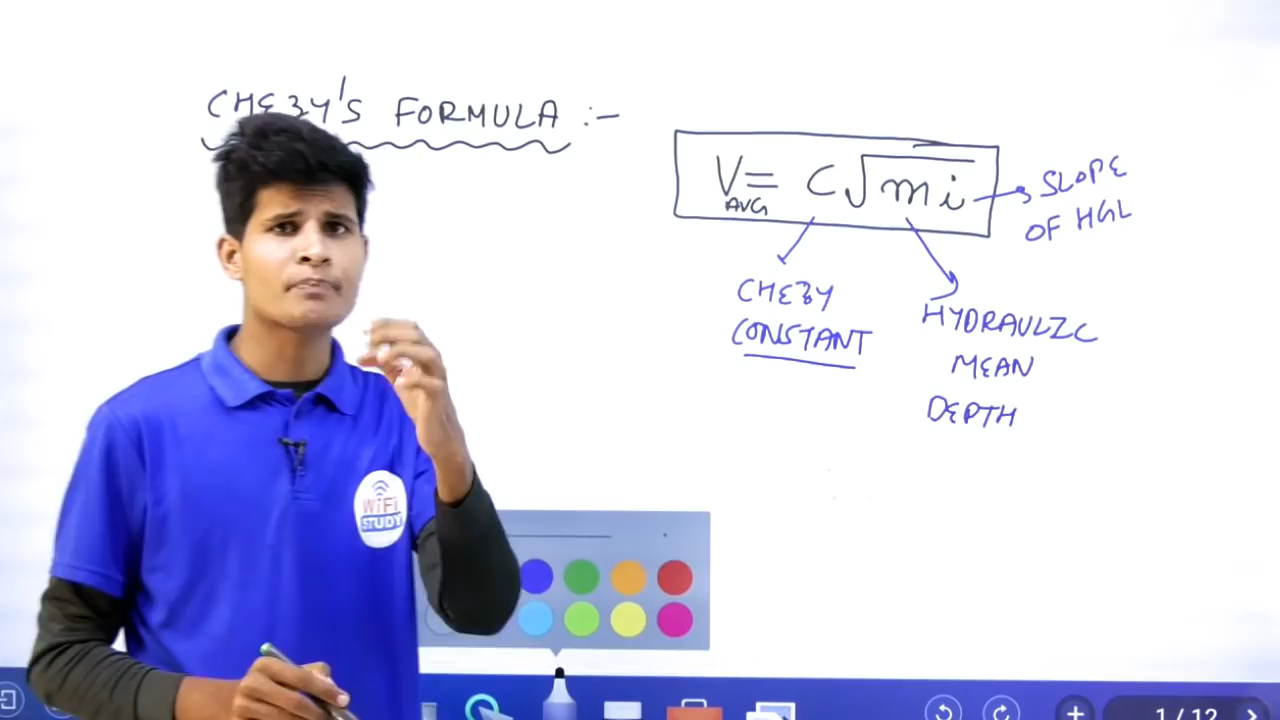 CHEZY'S FORMULA :-
V = C√mi
AVG
SLOPE
OF HGL
CHEZY
CONSTANT
HYDRAULIC
MEAN
DEPTH
WiFi
STUDY
1 / 12